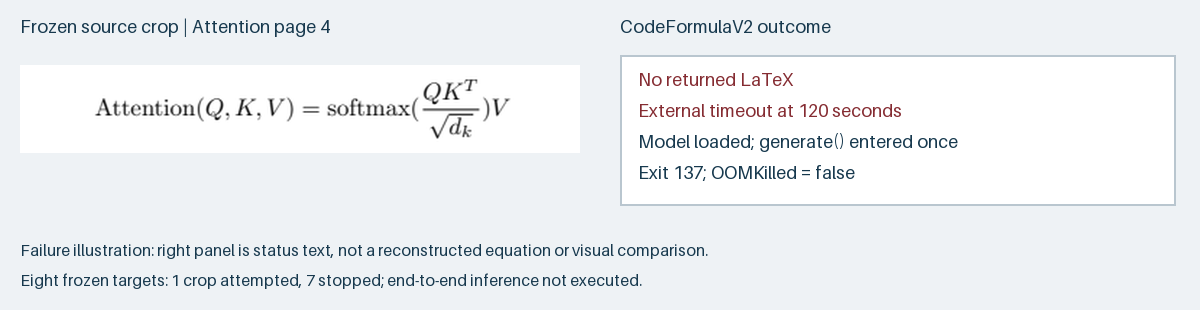 Frozen source crop | Attention page 4
Attention(Q, K, V) = softmax(QK^T / √d_k)V
CodeFormulaV2 outcome
No returned LaTeX
External timeout at 120 seconds
Model loaded; generate() entered once
Exit 137; OOMKilled = false
Failure illustration: right panel is status text, not a reconstructed equation or visual comparison.
Eight frozen targets: 1 crop attempted, 7 stopped; end-to-end inference not executed.